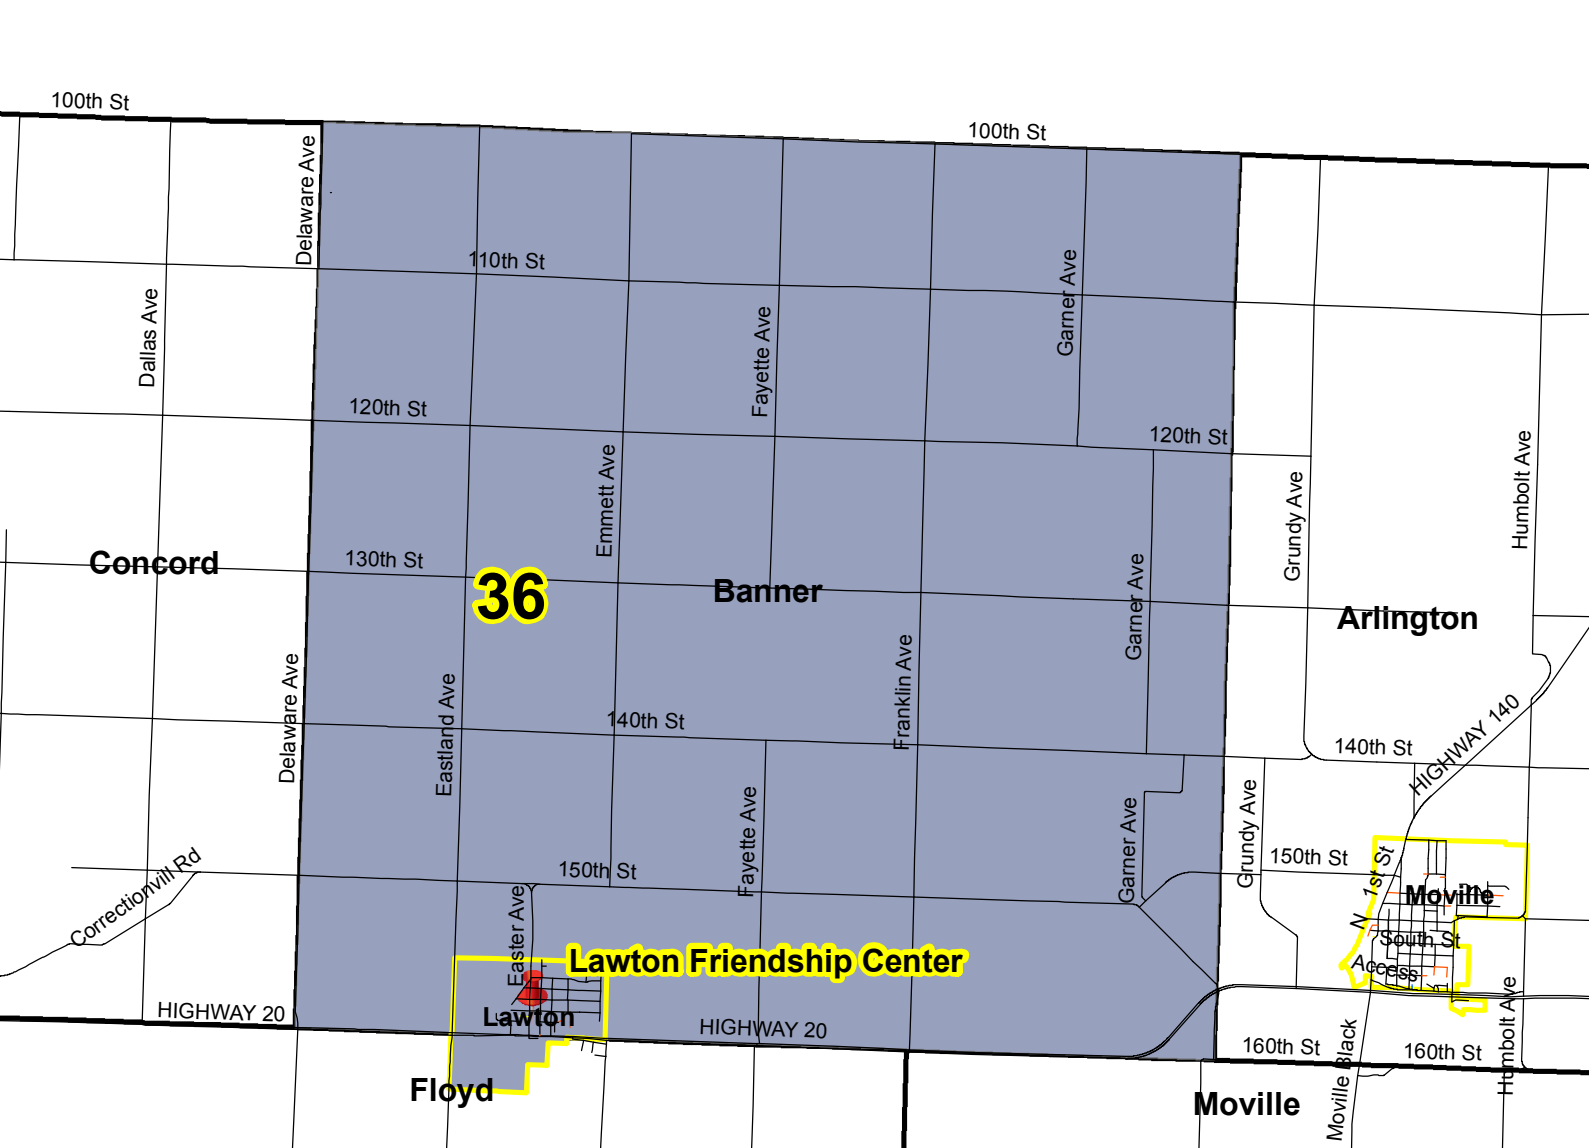 100th St
100th St
Delaware Ave
110th St
Garner Ave
Dallas Ave
Fayette Ave
120th St
120th St
Emmett Ave
Humbolt Ave
Grundy Ave
Concord
130th St
36
Banner
Garner Ave
Arlington
Franklin Ave
Delaware Ave
Eastland Ave
140th St
140th St
HIGHWAY 140
Fayette Ave
Garner Ave
Grundy Ave
150th St
150th St
N 1st St
Correctionvill Rd
Moville
Easter Ave
South St
Lawton Friendship Center
Access
HIGHWAY 20
Lawton
HIGHWAY 20
Humbolt Ave
160th St
160th St
Moville Black
Floyd
Moville